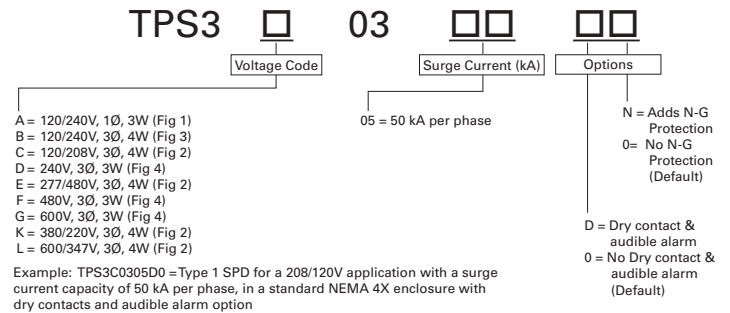 TPS3 □ 03 □□ □□
Voltage Code
Surge Current (kA)
Options
A = 120/240V, 1Ø, 3W (Fig 1)
B = 120/240V, 3Ø, 4W (Fig 3)
C = 120/208V, 3Ø, 4W (Fig 2)
D = 240V, 3Ø, 3W (Fig 4)
E = 277/480V, 3Ø, 4W (Fig 2)
F = 480V, 3Ø, 3W (Fig 4)
G = 600V, 3Ø, 3W (Fig 4)
K = 380/220V, 3Ø, 4W (Fig 2)
L = 600/347V, 3Ø, 4W (Fig 2)
05 = 50 kA per phase
N = Adds N-G
Protection
0= No N-G
Protection
(Default)
D = Dry contact &
audible alarm
0 = No Dry contact &
audible alarm
(Default)
Example: TPS3C0305D0 =Type 1 SPD for a 208/120V application with a surge
current capacity of 50 kA per phase, in a standard NEMA 4X enclosure with
dry contacts and audible alarm option